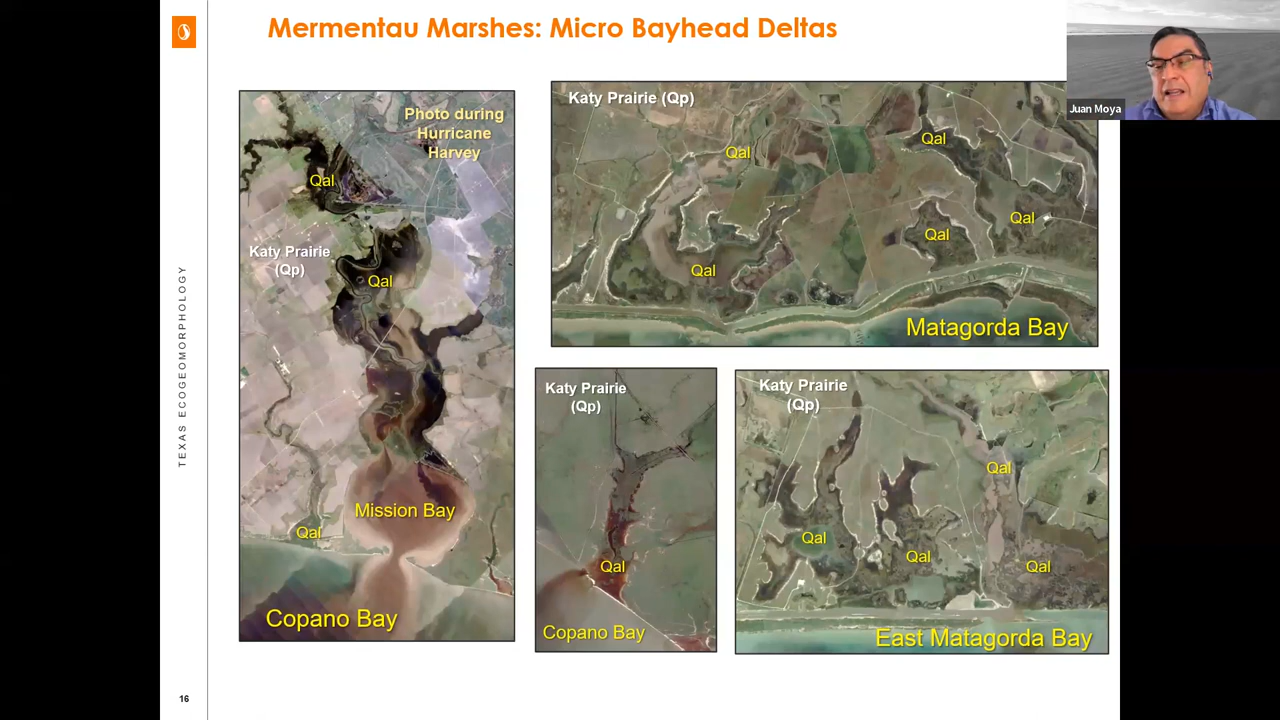 Mermentau Marshes: Micro Bayhead Deltas
Juan Moya
TEXAS ECOGEOMORPHOLOGY
Photo during
Hurricane
Harvey
Qal
Katy Prairie
(Qp)
Qal
Mission Bay
Qal
Copano Bay
Katy Prairie (Qp)
Qal
Qal
Qal
Qal
Qal
Matagorda Bay
Katy Prairie
(Qp)
Qal
Copano Bay
Katy Prairie
(Qp)
Qal
Qal
Qal
Qal
East Matagorda Bay
16